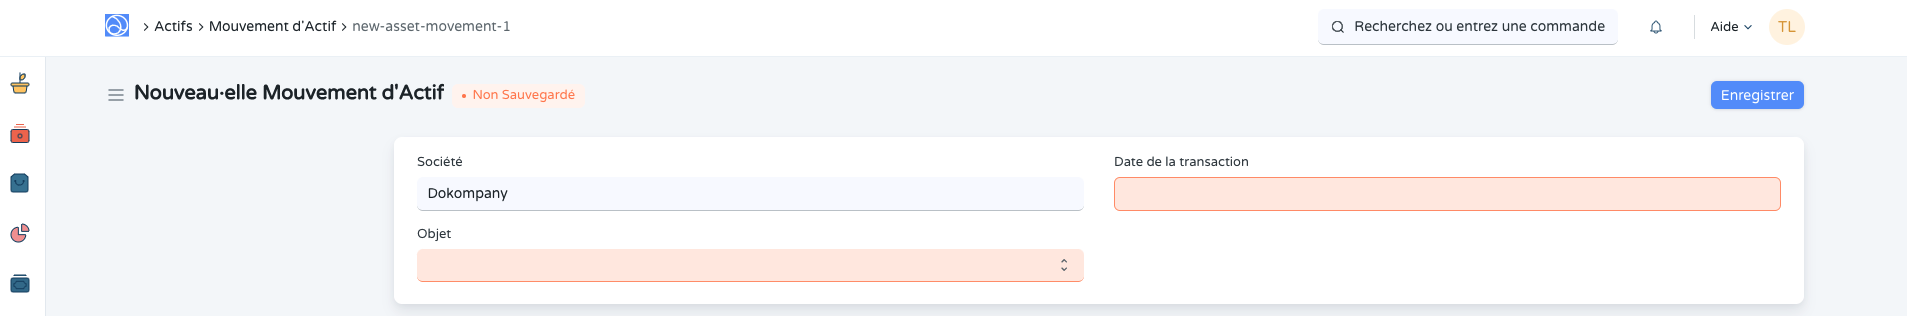 Actifs Mouvement d'Actif new-asset-movement-1 Recherchez ou entrez une commande Aide TL
Nouveau·elle Mouvement d'Actif Non Sauvegardé Enregistrer
Société Date de la transaction
Dokompany
Objet